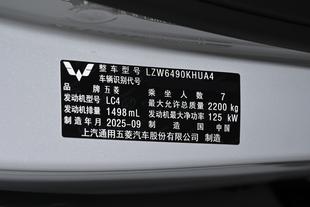 整车型号 LZW6490KHUA4
车辆识别代号
品牌 五菱 乘坐人数 7
发动机型号 LC4 最大允许总质量 2200 kg
发动机排量 1498 mL 发动机最大净功率 125 kW
制造年月 2025-09 制造国 中国
上汽通用五菱汽车股份有限公司 制造